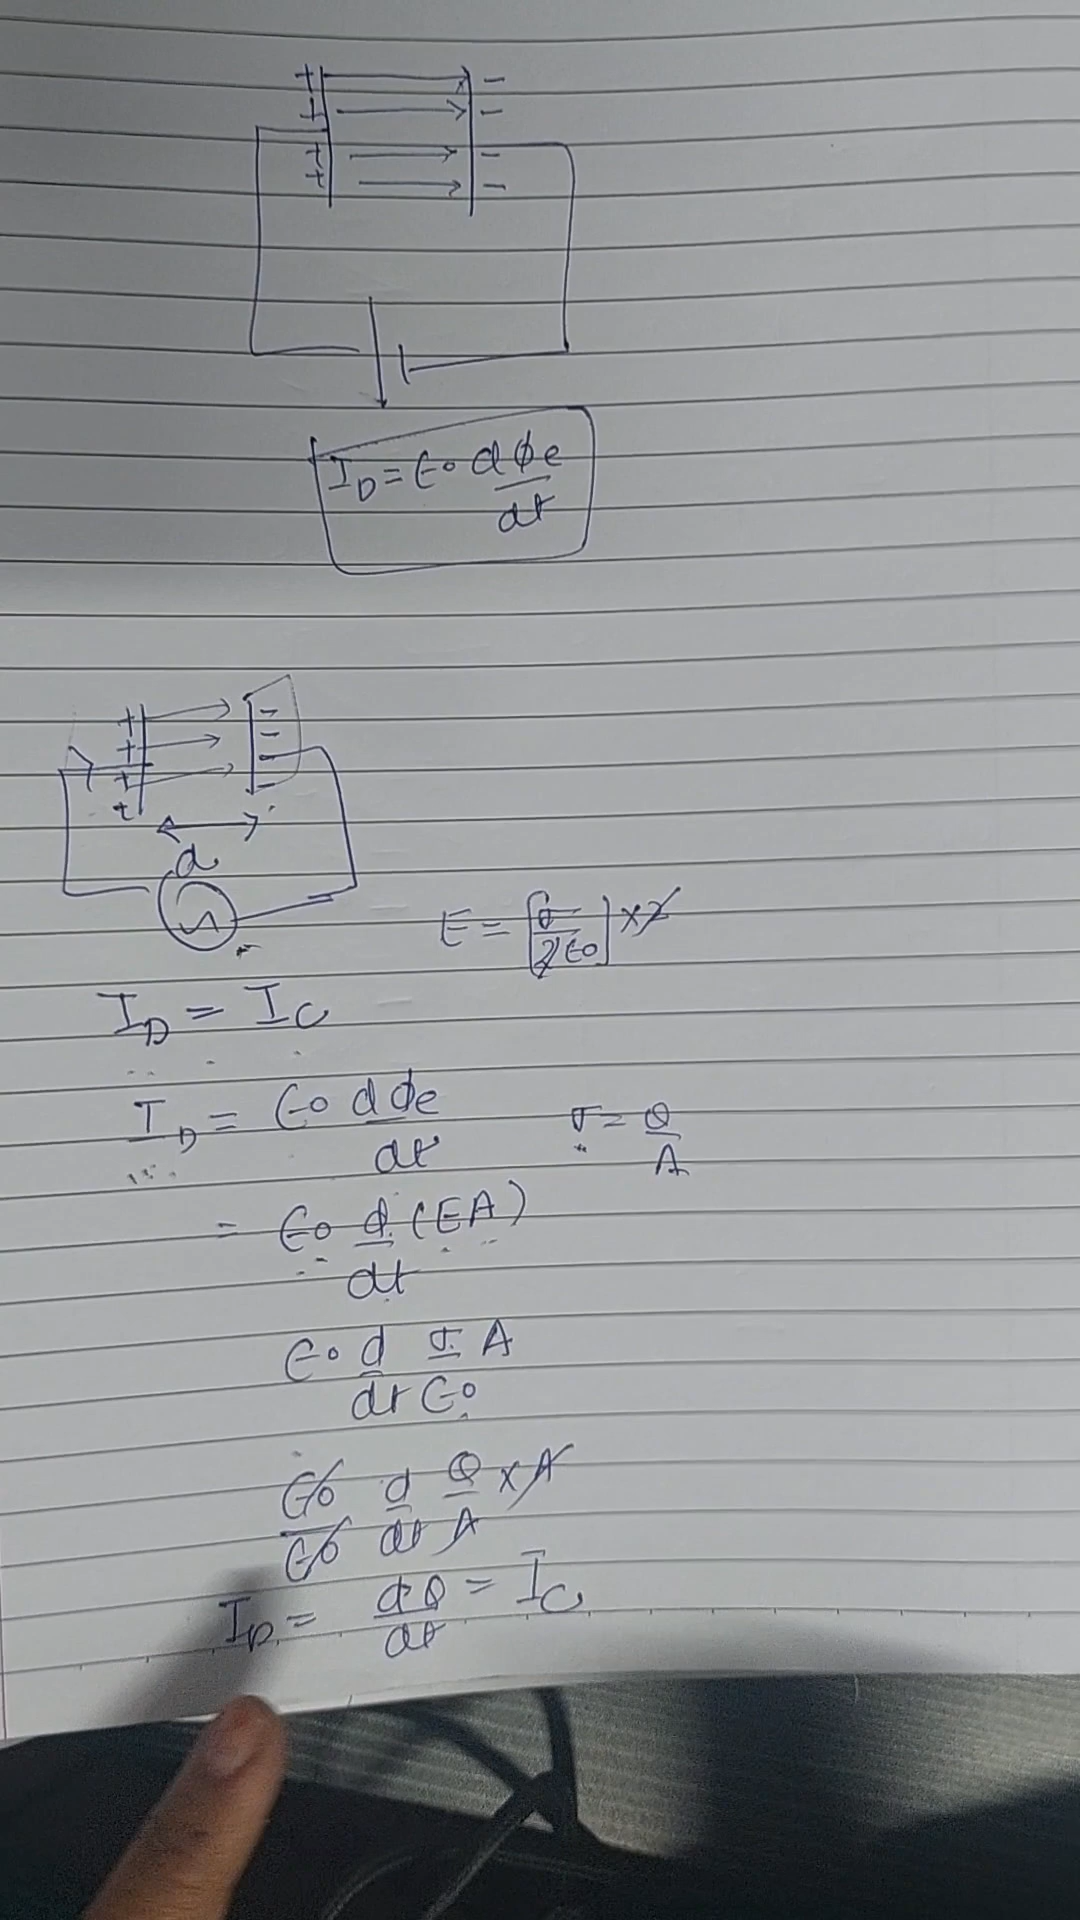 + −
+ −
+ −
+ −
I_D = ε₀ dφe/dt
+ −
+ −
+ −
+ −
d
E = [σ/2ε₀] × 2
I_D = I_C
I_D = ε₀ dφe/dt
σ = Q/A
= ε₀ d/dt (EA)
ε₀ d/dt σ/ε₀ A
ε₀/ε₀ d/dt Q/A × A
I_D = dQ/dt = I_C